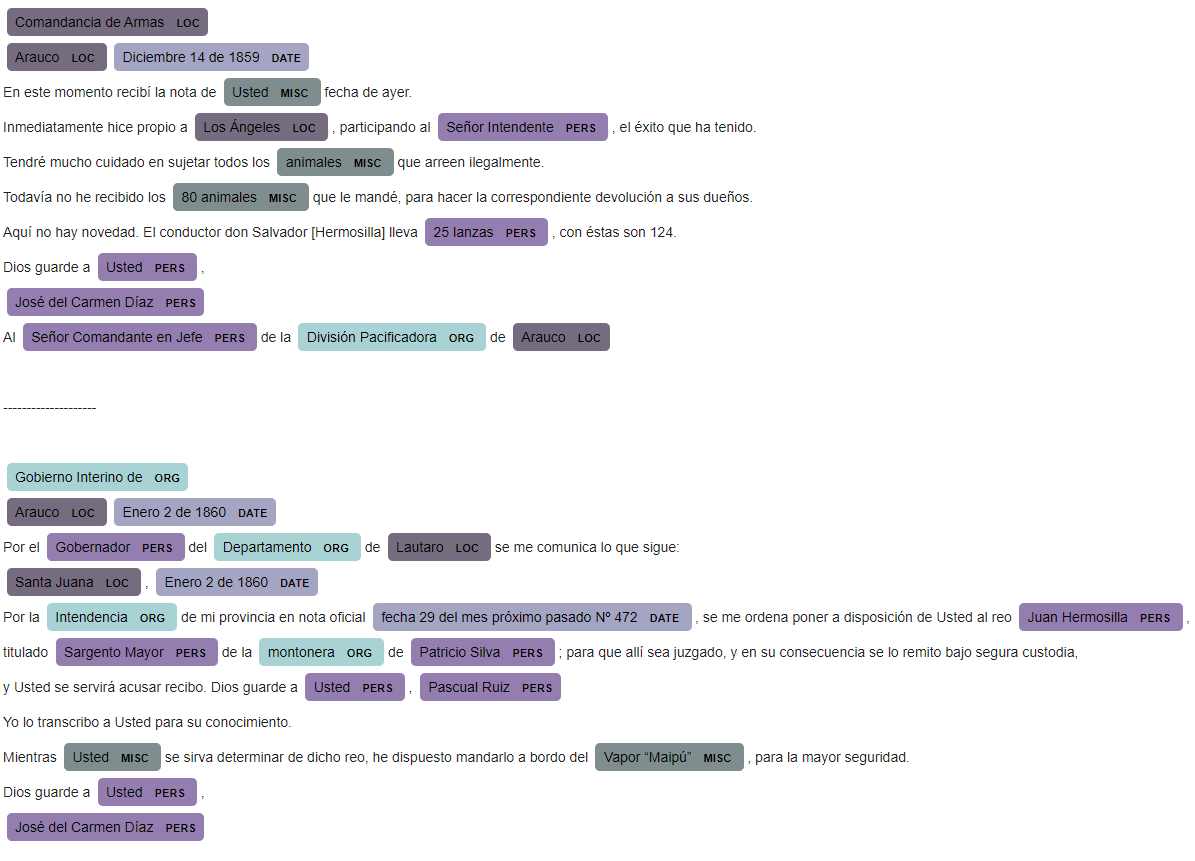 Comandancia de Armas LOC
Arauco LOC Diciembre 14 de 1859 DATE
En este momento recibí la nota de Usted MISC fecha de ayer.
Inmediatamente hice propio a Los Ángeles LOC , participando al Señor Intendente PERS , el éxito que ha tenido.
Tendré mucho cuidado en sujetar todos los animales MISC que arreen ilegalmente.
Todavía no he recibido los 80 animales MISC que le mandé, para hacer la correspondiente devolución a sus dueños.
Aquí no hay novedad. El conductor don Salvador [Hermosilla] lleva 25 lanzas PERS , con éstas son 124.
Dios guarde a Usted PERS ,
José del Carmen Díaz PERS
Al Señor Comandante en Jefe PERS de la División Pacificadora ORG de Arauco LOC
--------------------
Gobierno Interino de ORG
Arauco LOC Enero 2 de 1860 DATE
Por el Gobernador PERS del Departamento ORG de Lautaro LOC se me comunica lo que sigue:
Santa Juana LOC , Enero 2 de 1860 DATE
Por la Intendencia ORG de mi provincia en nota oficial fecha 29 del mes próximo pasado Nº 472 DATE , se me ordena poner a disposición de Usted al reo Juan Hermosilla PERS ,
titulado Sargento Mayor PERS de la montonera ORG de Patricio Silva PERS ; para que allí sea juzgado, y en su consecuencia se lo remito bajo segura custodia,
y Usted se servirá acusar recibo. Dios guarde a Usted PERS , Pascual Ruiz PERS
Yo lo transcribo a Usted para su conocimiento.
Mientras Usted MISC se sirva determinar de dicho reo, he dispuesto mandarlo a bordo del Vapor “Maipú” MISC , para la mayor seguridad.
Dios guarde a Usted PERS ,
José del Carmen Díaz PERS